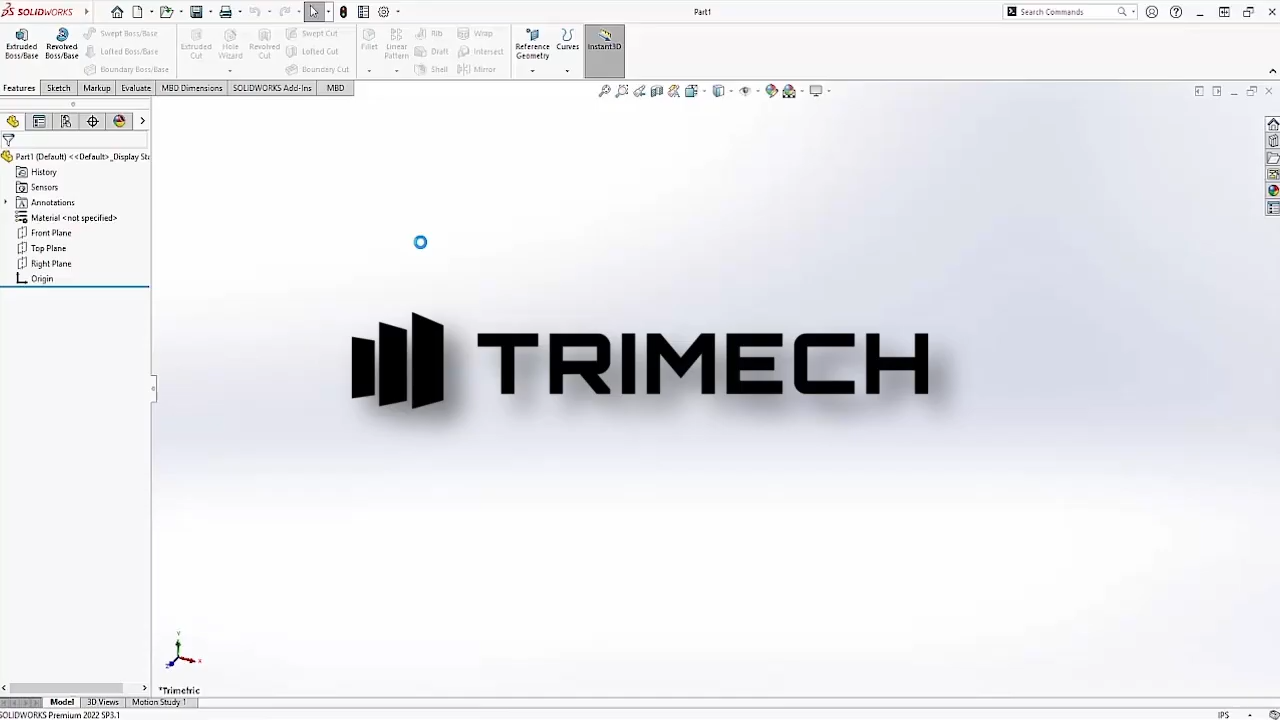 SOLIDWORKS
Part1
Search Commands
Extruded Boss/Base
Revolved Boss/Base
Swept Boss/Base
Lofted Boss/Base
Boundary Boss/Base
Extruded Cut
Hole Wizard
Revolved Cut
Swept Cut
Lofted Cut
Boundary Cut
Fillet
Linear Pattern
Rib
Draft
Shell
Wrap
Intersect
Mirror
Reference Geometry
Curves
Instant3D
Features
Sketch
Markup
Evaluate
MBD Dimensions
SOLIDWORKS Add-Ins
MBD
Part1 (Default) <<Default>_Display Sta
History
Sensors
Annotations
Material <not specified>
Front Plane
Top Plane
Right Plane
Origin
TRIMECH
Y
X
Z
*Trimetric
Model
3D Views
Motion Study 1
SOLIDWORKS Premium 2022 SP3.1
IPS